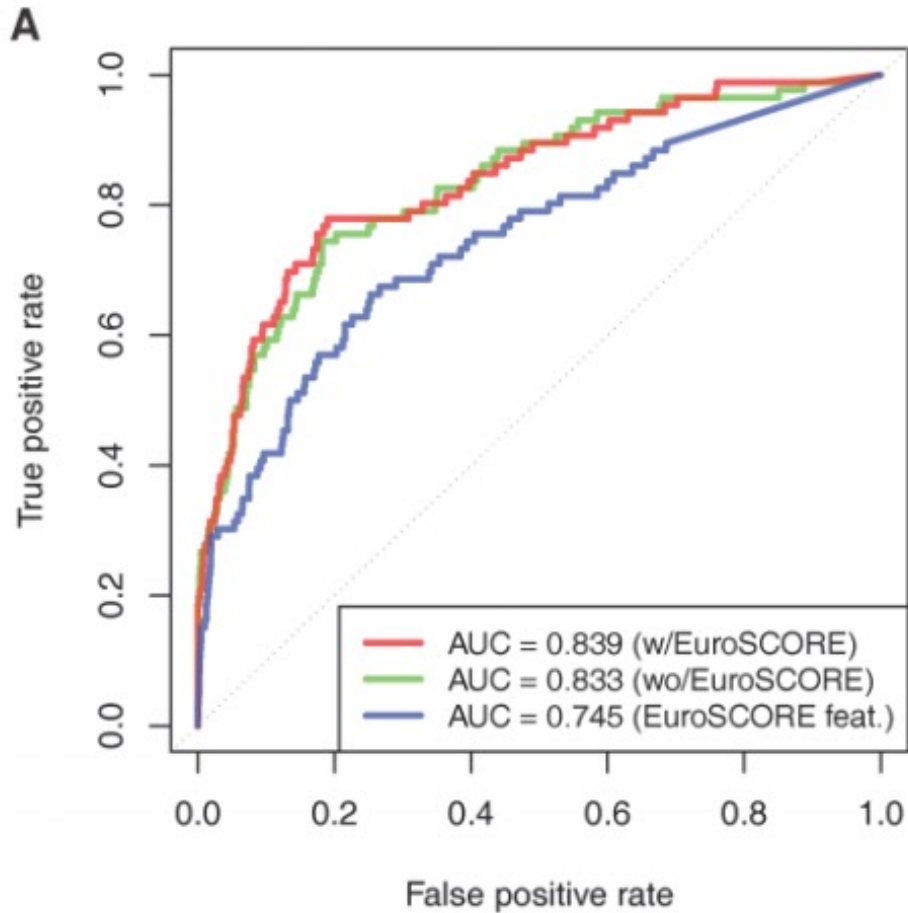 A
1.0
0.8
0.6
0.4
0.2
0.0
True positive rate
AUC = 0.839 (w/EuroSCORE)
AUC = 0.833 (wo/EuroSCORE)
AUC = 0.745 (EuroSCORE feat.)
0.0 0.2 0.4 0.6 0.8 1.0
False positive rate